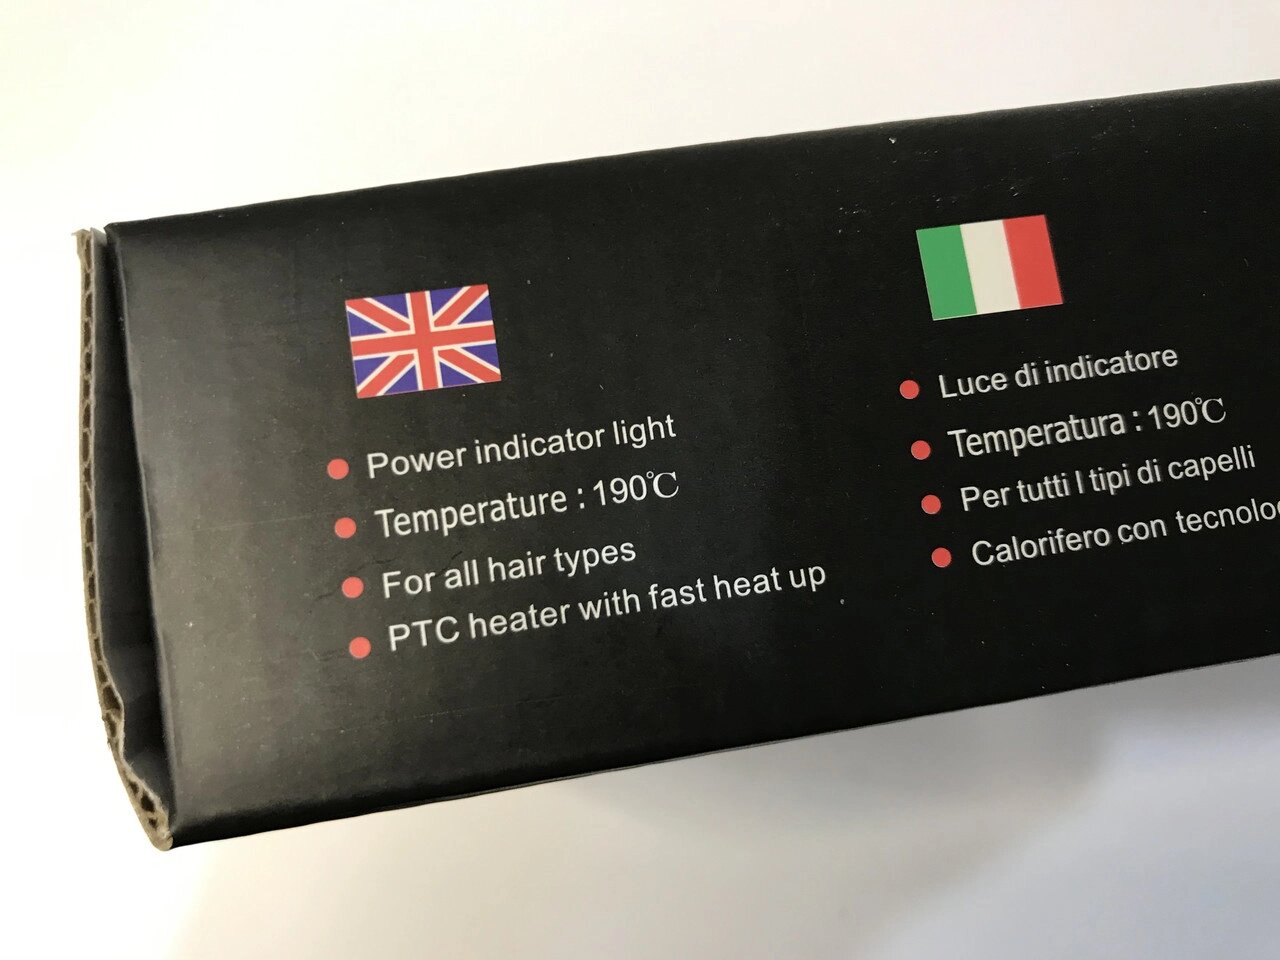 Power indicator light
Temperature : 190℃
For all hair types
PTC heater with fast heat up
Luce di indicatore
Temperatura : 190℃
Per tutti I tipi di capelli
Calorifero con